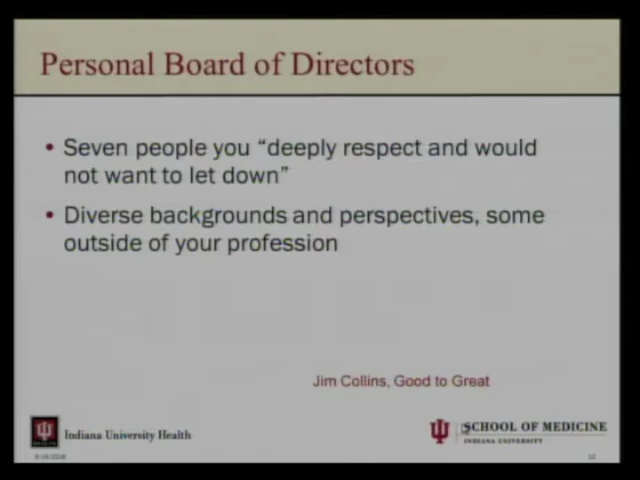 Personal Board of Directors
• Seven people you “deeply respect and would
not want to let down”
• Diverse backgrounds and perspectives, some
outside of your profession
Jim Collins, Good to Great
Indiana University Health
SCHOOL OF MEDICINE
INDIANA UNIVERSITY